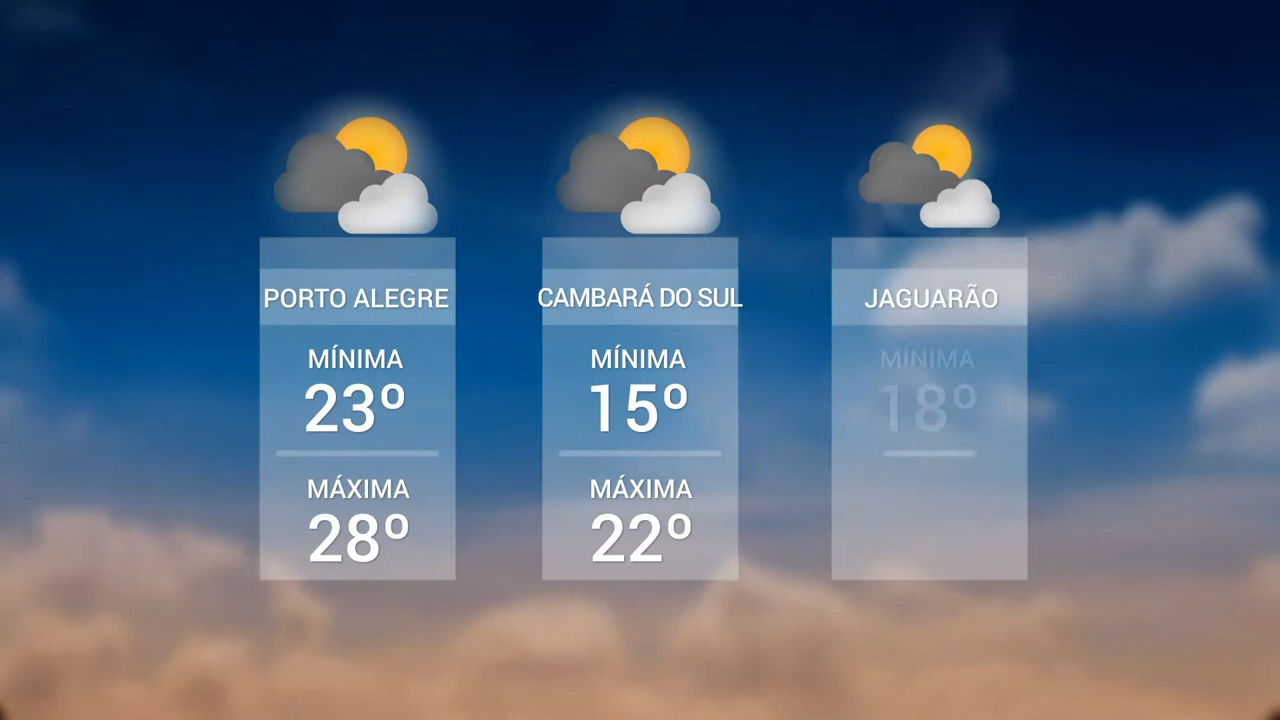 PORTO ALEGRE
MÍNIMA
23º
MÁXIMA
28º
CAMBARÁ DO SUL
MÍNIMA
15º
MÁXIMA
22º
JAGUARÃO
MÍNIMA
18º